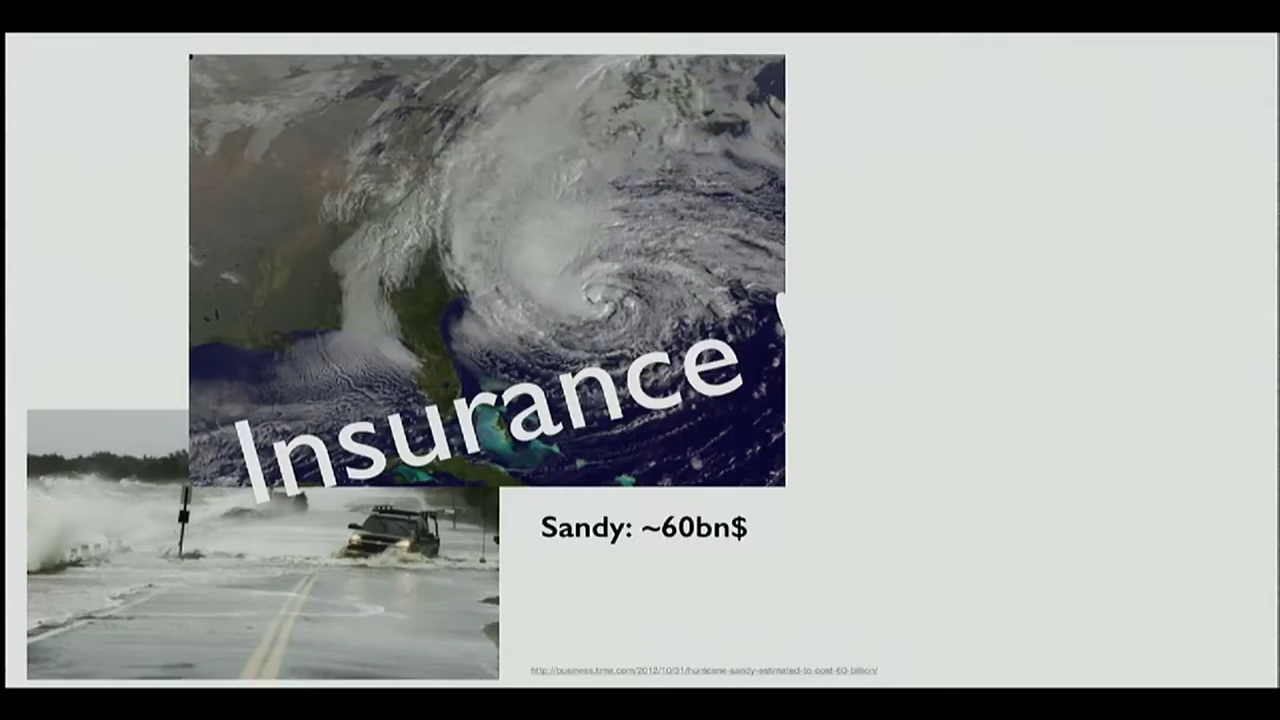 Insurance
Sandy: ~60bn$
http://business.time.com/2012/10/31/hurricane-sandy-estimated-to-cost-60-billion/